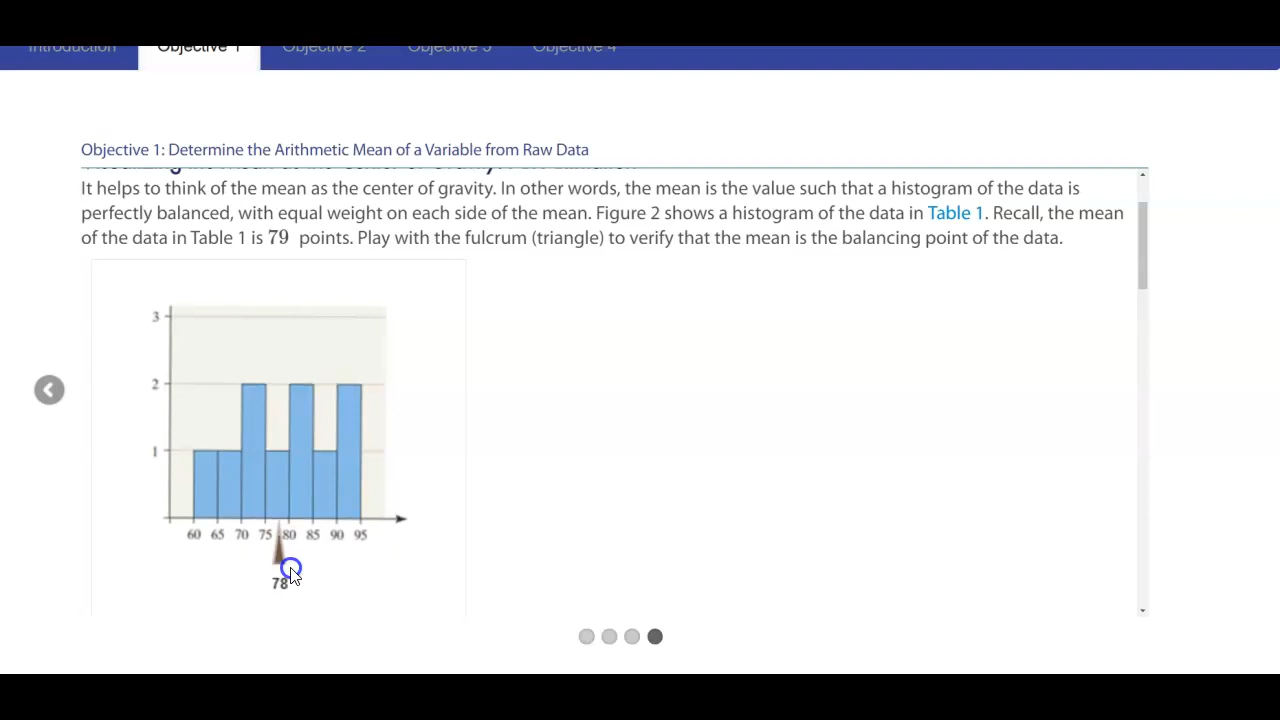 Introduction Objective 1 Objective 2 Objective 3 Objective 4
Objective 1: Determine the Arithmetic Mean of a Variable from Raw Data
It helps to think of the mean as the center of gravity. In other words, the mean is the value such that a histogram of the data is
perfectly balanced, with equal weight on each side of the mean. Figure 2 shows a histogram of the data in Table 1. Recall, the mean
of the data in Table 1 is 79 points. Play with the fulcrum (triangle) to verify that the mean is the balancing point of the data.
3
2
1
60 65 70 75 80 85 90 95
78